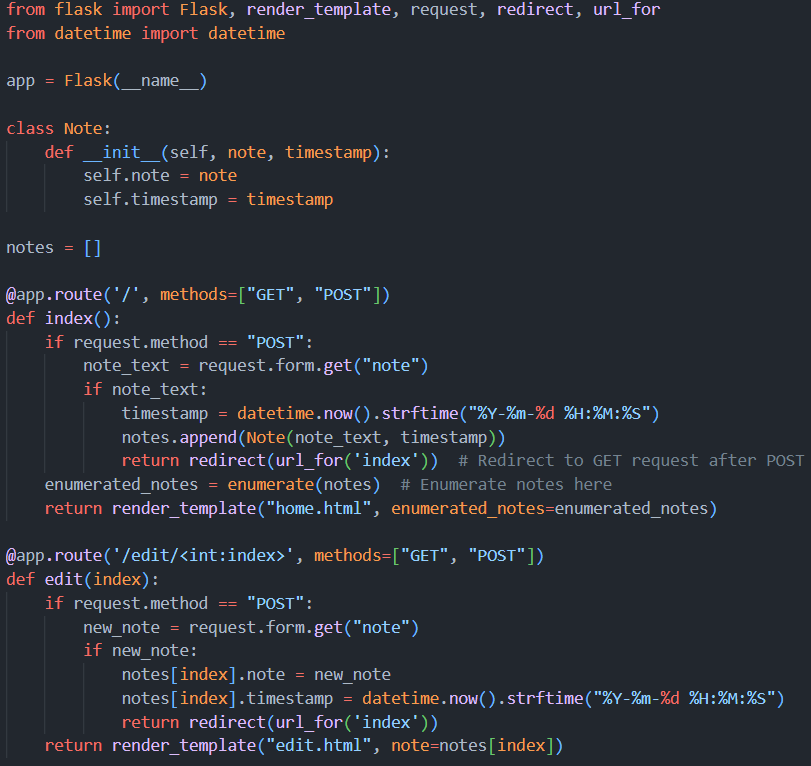 from flask import Flask, render_template, request, redirect, url_for
from datetime import datetime

app = Flask(__name__)

class Note:
    def __init__(self, note, timestamp):
        self.note = note
        self.timestamp = timestamp

notes = []

@app.route('/', methods=["GET", "POST"])
def index():
    if request.method == "POST":
        note_text = request.form.get("note")
        if note_text:
            timestamp = datetime.now().strftime("%Y-%m-%d %H:%M:%S")
            notes.append(Note(note_text, timestamp))
            return redirect(url_for('index'))  # Redirect to GET request after POST
    enumerated_notes = enumerate(notes)  # Enumerate notes here
    return render_template("home.html", enumerated_notes=enumerated_notes)

@app.route('/edit/<int:index>', methods=["GET", "POST"])
def edit(index):
    if request.method == "POST":
        new_note = request.form.get("note")
        if new_note:
            notes[index].note = new_note
            notes[index].timestamp = datetime.now().strftime("%Y-%m-%d %H:%M:%S")
            return redirect(url_for('index'))
    return render_template("edit.html", note=notes[index])